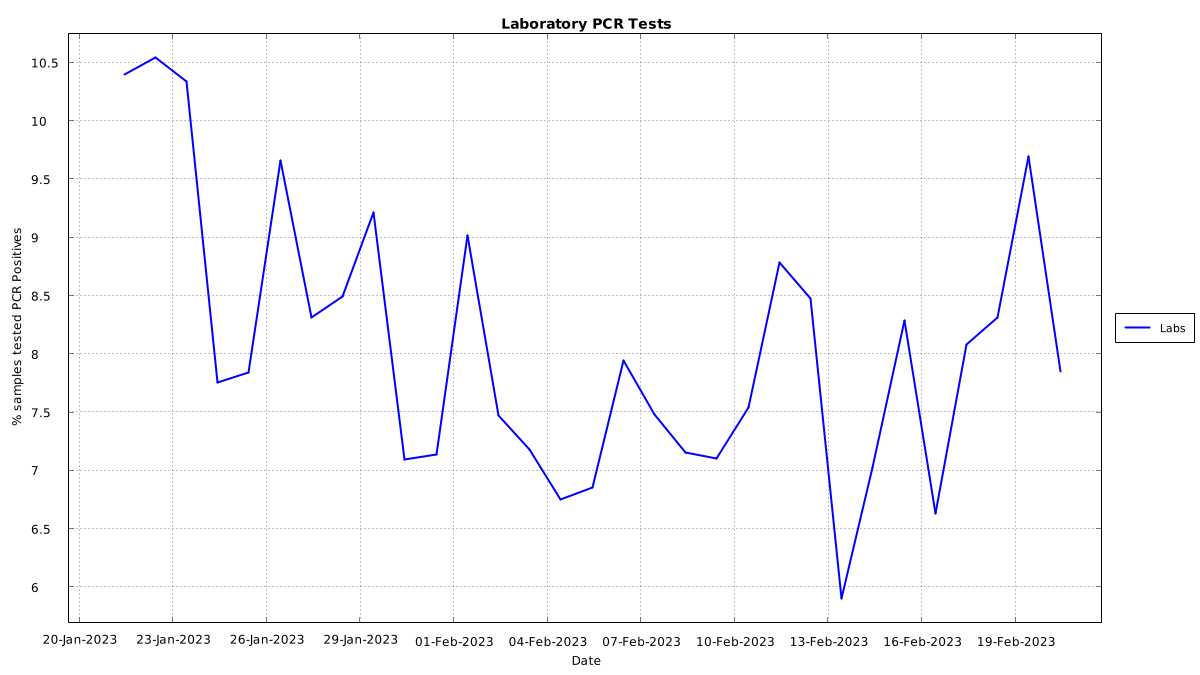 Laboratory PCR Tests
10.5
10
9.5
9
8.5
8
7.5
7
6.5
6
% samples tested PCR Positives
20-Jan-2023 23-Jan-2023 26-Jan-2023 29-Jan-2023 01-Feb-2023 04-Feb-2023 07-Feb-2023 10-Feb-2023 13-Feb-2023 16-Feb-2023 19-Feb-2023
Date
Labs